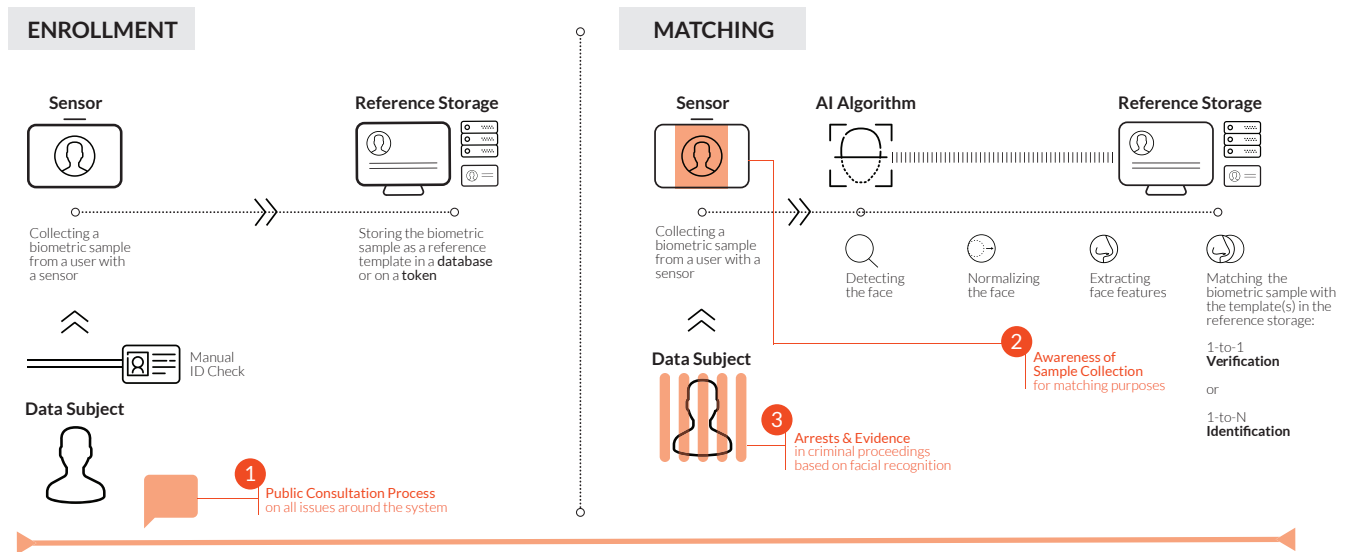 ENROLLMENT
Sensor
Reference Storage
Collecting a
biometric sample
from a user with
a sensor
Storing the biometric
sample as a reference
template in a database
or on a token
Manual
ID Check
Data Subject
1
Public Consultation Process
on all issues around the system
MATCHING
Sensor
AI Algorithm
Reference Storage
Collecting a
biometric sample
from a user with a
sensor
Detecting
the face
Normalizing
the face
Extracting
face features
Matching the
biometric sample with
the template(s) in the
reference storage:
1-to-1
Verification
or
1-to-N
Identification
2
Awareness of
Sample Collection
for matching purposes
Data Subject
3
Arrests & Evidence
in criminal proceedings
based on facial recognition